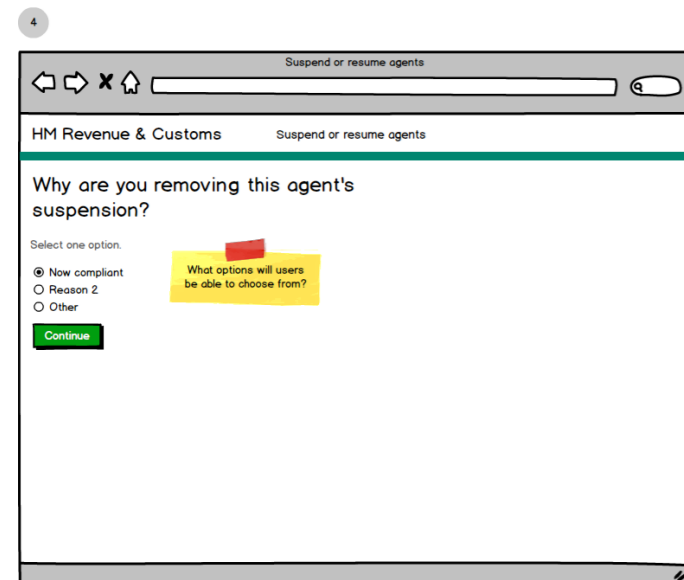 4
Suspend or resume agents
HM Revenue & Customs
Suspend or resume agents
Why are you removing this agent's
suspension?
Select one option.
Now compliant
Reason 2
Other
What options will users
be able to choose from?
Continue